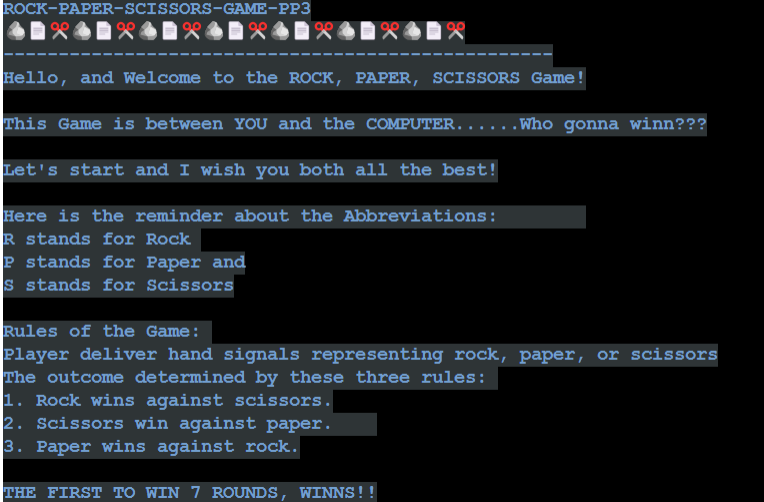 ROCK-PAPER-SCISSORS-GAME-PP3
--------------------------------------------------
Hello, and Welcome to the ROCK, PAPER, SCISSORS Game!
This Game is between YOU and the COMPUTER......Who gonna winn???
Let's start and I wish you both all the best!
Here is the reminder about the Abbreviations:
R stands for Rock
P stands for Paper and
S stands for Scissors
Rules of the Game:
Player deliver hand signals representing rock, paper, or scissors
The outcome determined by these three rules:
1. Rock wins against scissors.
2. Scissors win against paper.
3. Paper wins against rock.
THE FIRST TO WIN 7 ROUNDS, WINNS!!